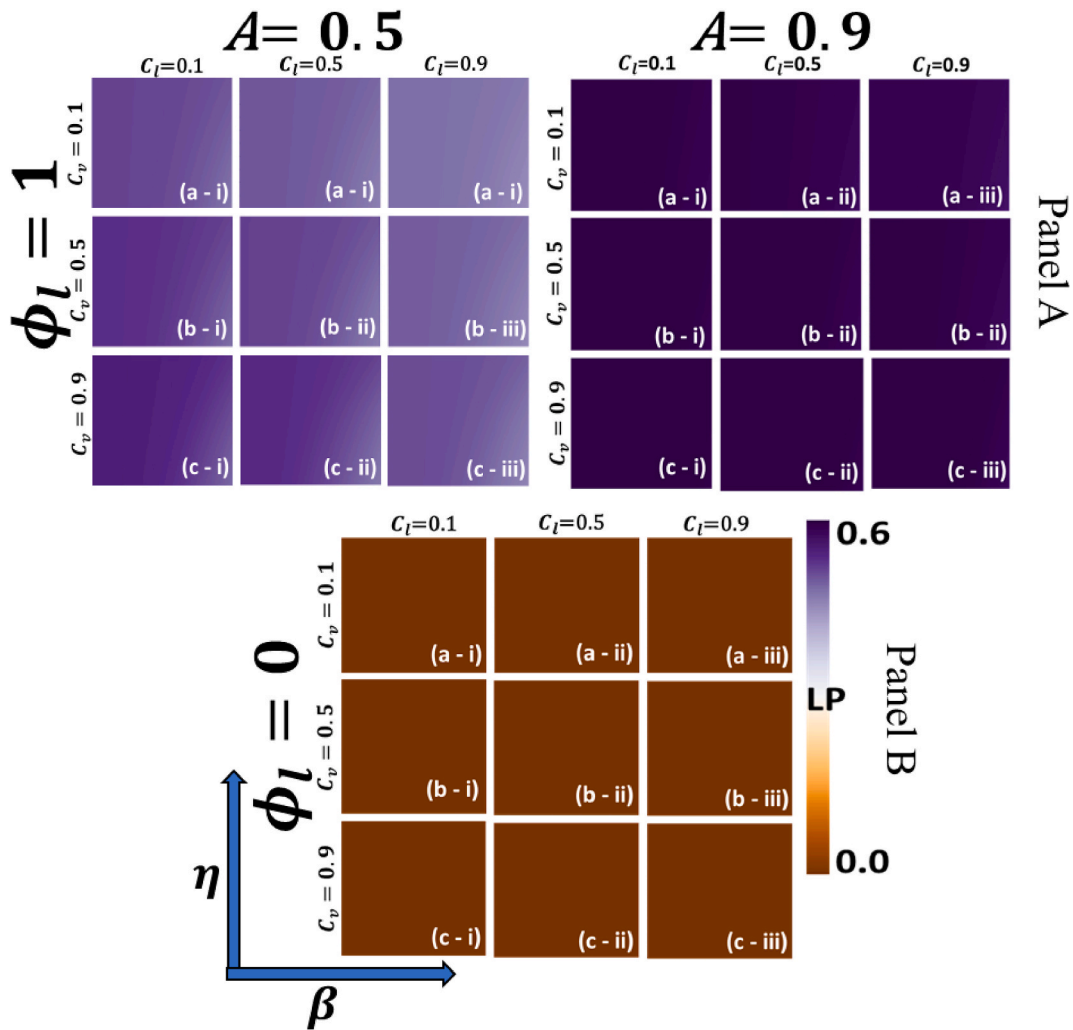 A= 0.5
A= 0.9
C_l=0.1
C_l=0.5
C_l=0.9
C_l=0.1
C_l=0.5
C_l=0.9
ϕ_l = 1
C_v = 0.1
(a - i)
(a - i)
(a - i)
C_v = 0.1
(a - i)
(a - ii)
(a - iii)
C_v = 0.5
(b - i)
(b - ii)
(b - iii)
C_v = 0.5
(b - i)
(b - ii)
(b - ii)
C_v = 0.9
(c - i)
(c - ii)
(c - iii)
C_v = 0.9
(c - i)
(c - ii)
(c - iii)
Panel A
C_l=0.1
C_l=0.5
C_l=0.9
ϕ_l = 0
C_v = 0.1
(a - i)
(a - ii)
(a - iii)
C_v = 0.5
(b - i)
(b - ii)
(b - iii)
C_v = 0.9
(c - i)
(c - ii)
(c - iii)
0.6
LP
0.0
Panel B
η
β